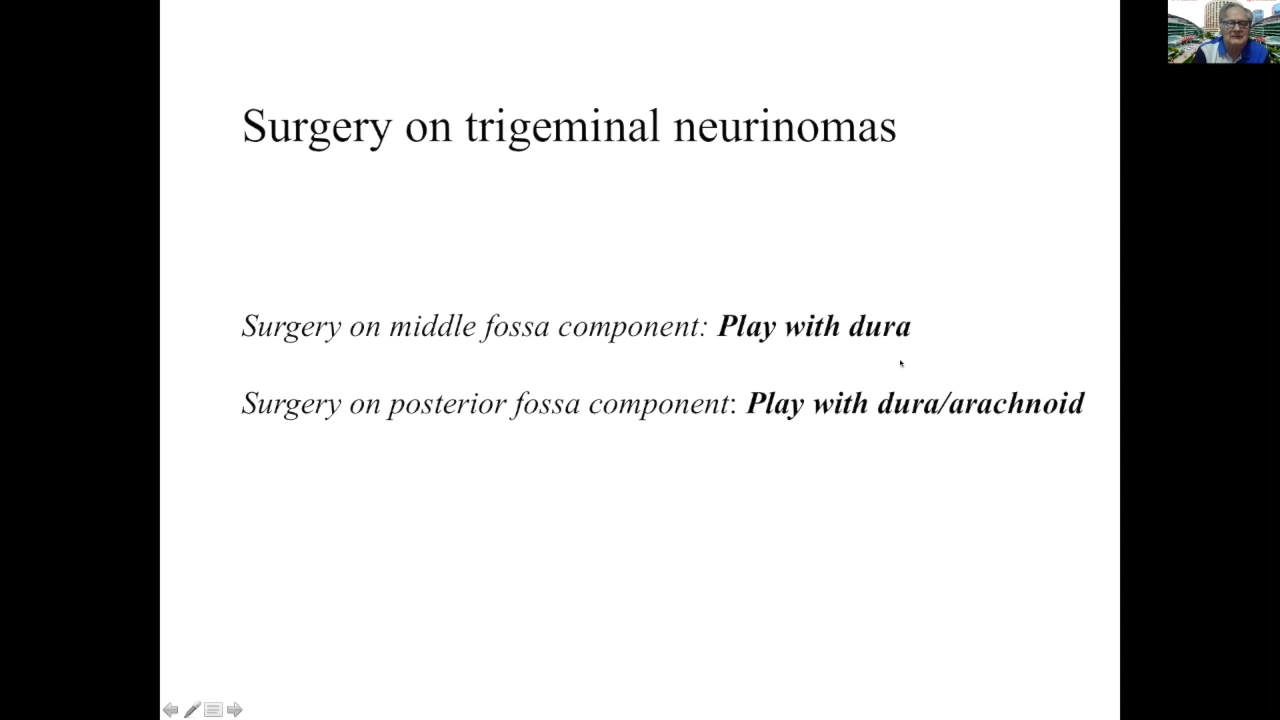 Surgery on trigeminal neurinomas
Surgery on middle fossa component: Play with dura
Surgery on posterior fossa component: Play with dura/arachnoid